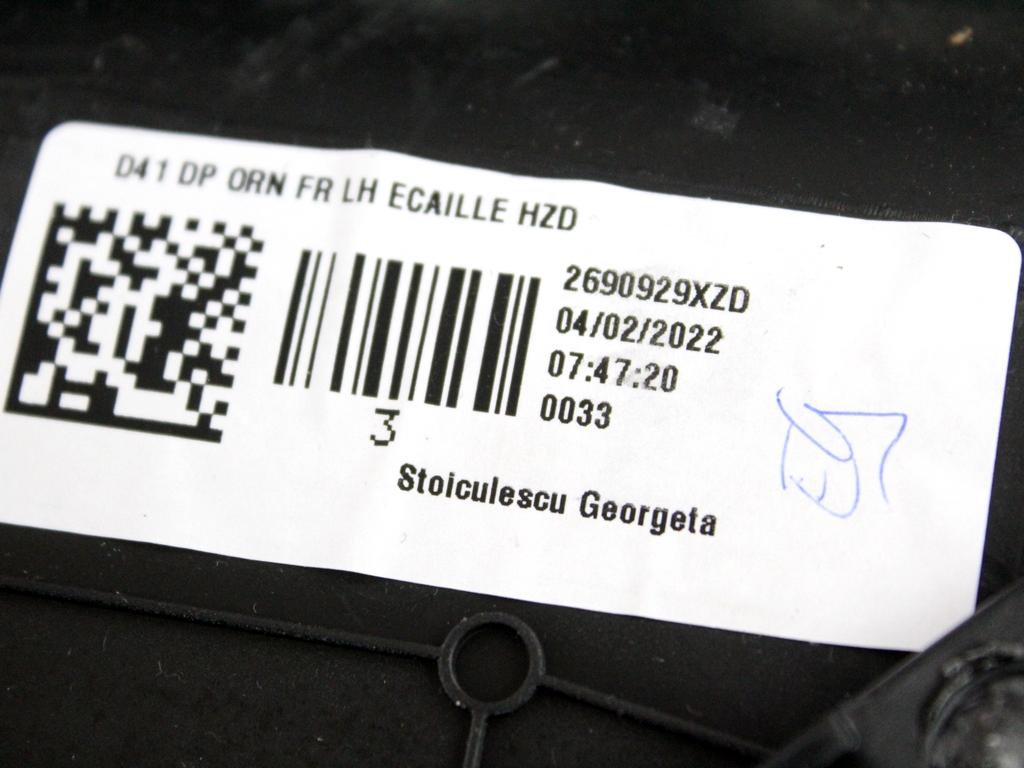 D41 DP ORN FR LH ECAILLE HZD
2690929XZD
04/02/2022
07:47:20
0033
3
Stoiculescu Georgeta